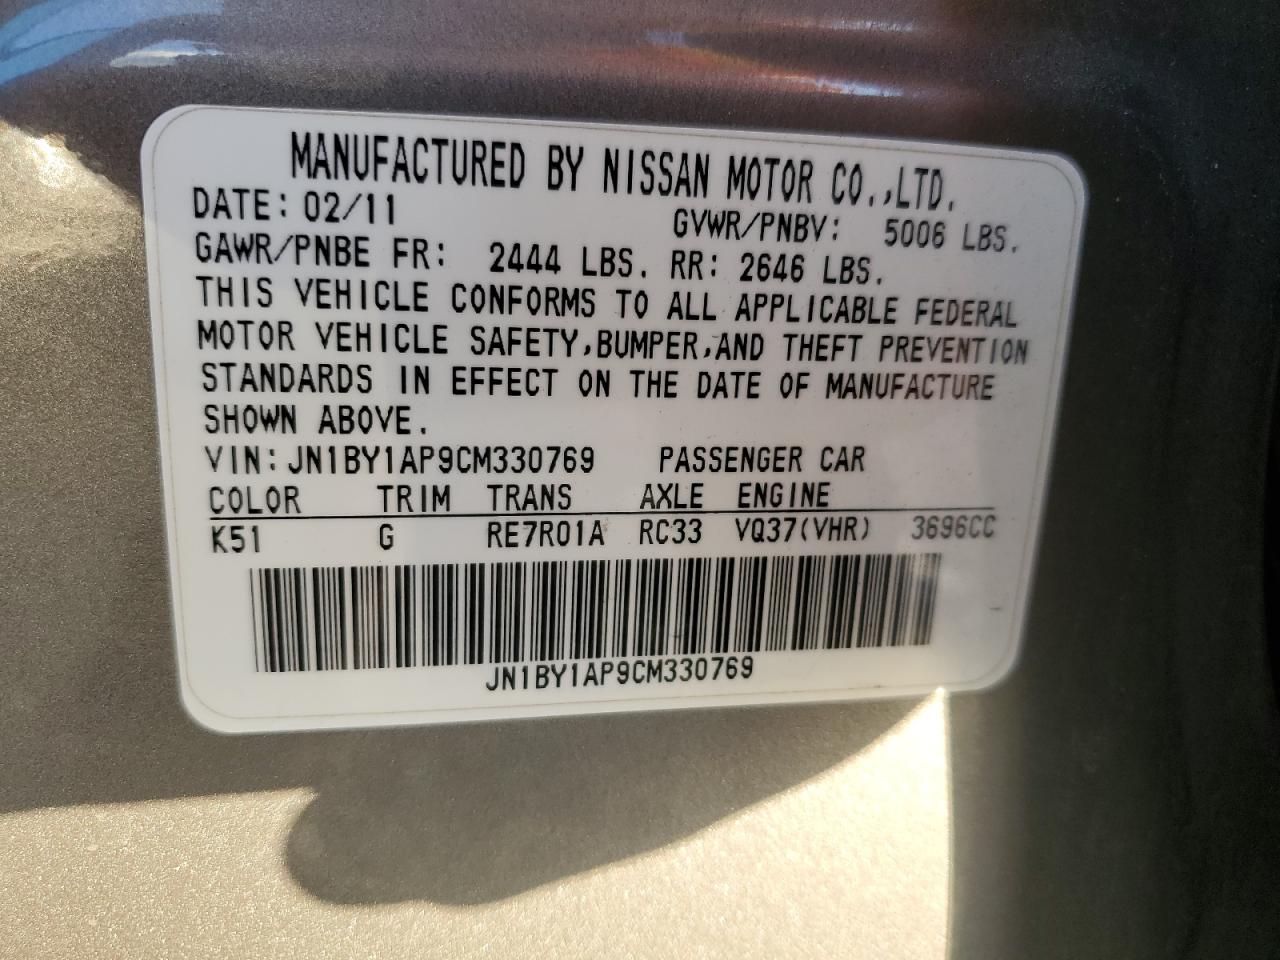 MANUFACTURED BY NISSAN MOTOR CO.,LTD.
DATE: 02/11 GVWR/PNBV: 5006 LBS.
GAWR/PNBE FR: 2444 LBS. RR: 2646 LBS.
THIS VEHICLE CONFORMS TO ALL APPLICABLE FEDERAL
MOTOR VEHICLE SAFETY,BUMPER,AND THEFT PREVENTION
STANDARDS IN EFFECT ON THE DATE OF MANUFACTURE
SHOWN ABOVE.
VIN: JN1BY1AP9CM330769 PASSENGER CAR
COLOR TRIM TRANS AXLE ENGINE
K51 G RE7R01A RC33 VQ37(VHR) 3696CC
JN1BY1AP9CM330769